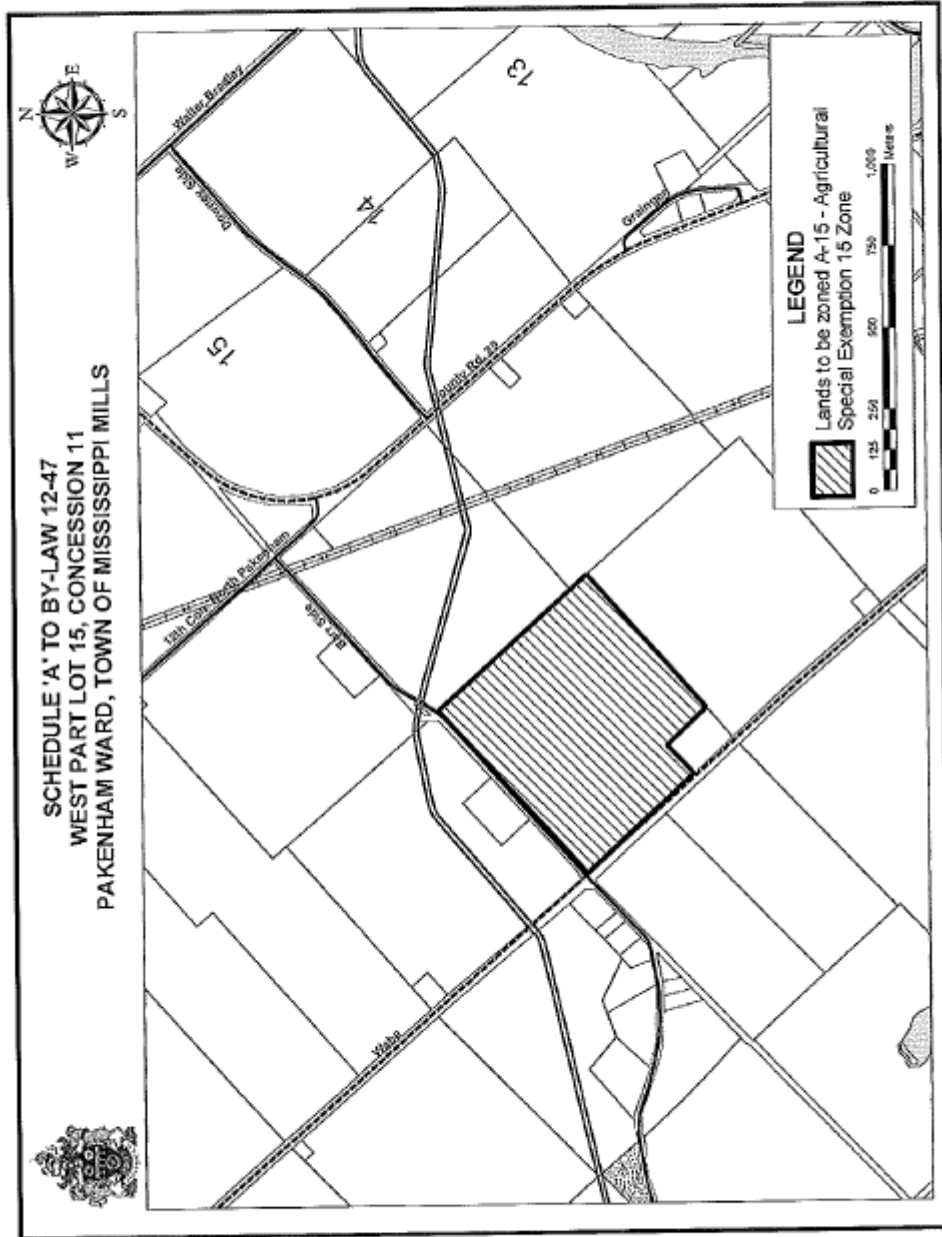 SCHEDULE 'A' TO BY-LAW 12-47
WEST PART LOT 15, CONCESSION 11
PAKENHAM WARD, TOWN OF MISSISSIPPI MILLS
N
W E
S
Walter Bradley
Side
15
14
13
12th Con. North Pakenham
Barr Side
County Rd. 29
Grainger
Waba
LEGEND
Lands to be zoned A-15 - Agricultural
Special Exemption 15 Zone
0 125 250 500 750 1,000
Meters